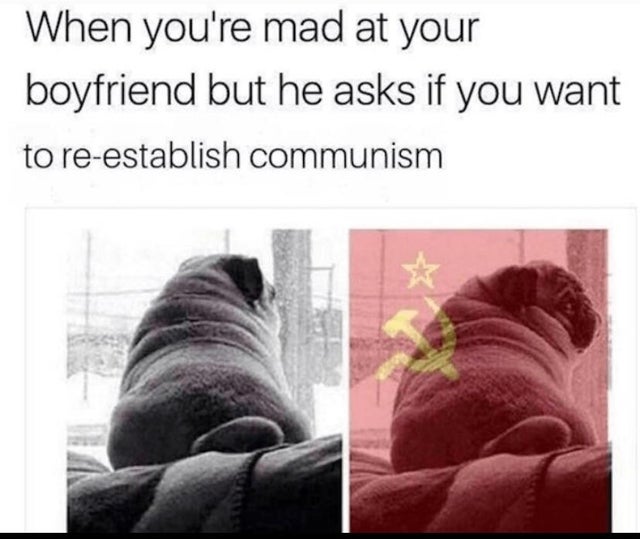 When you're mad at your
boyfriend but he asks if you want
to re-establish communism